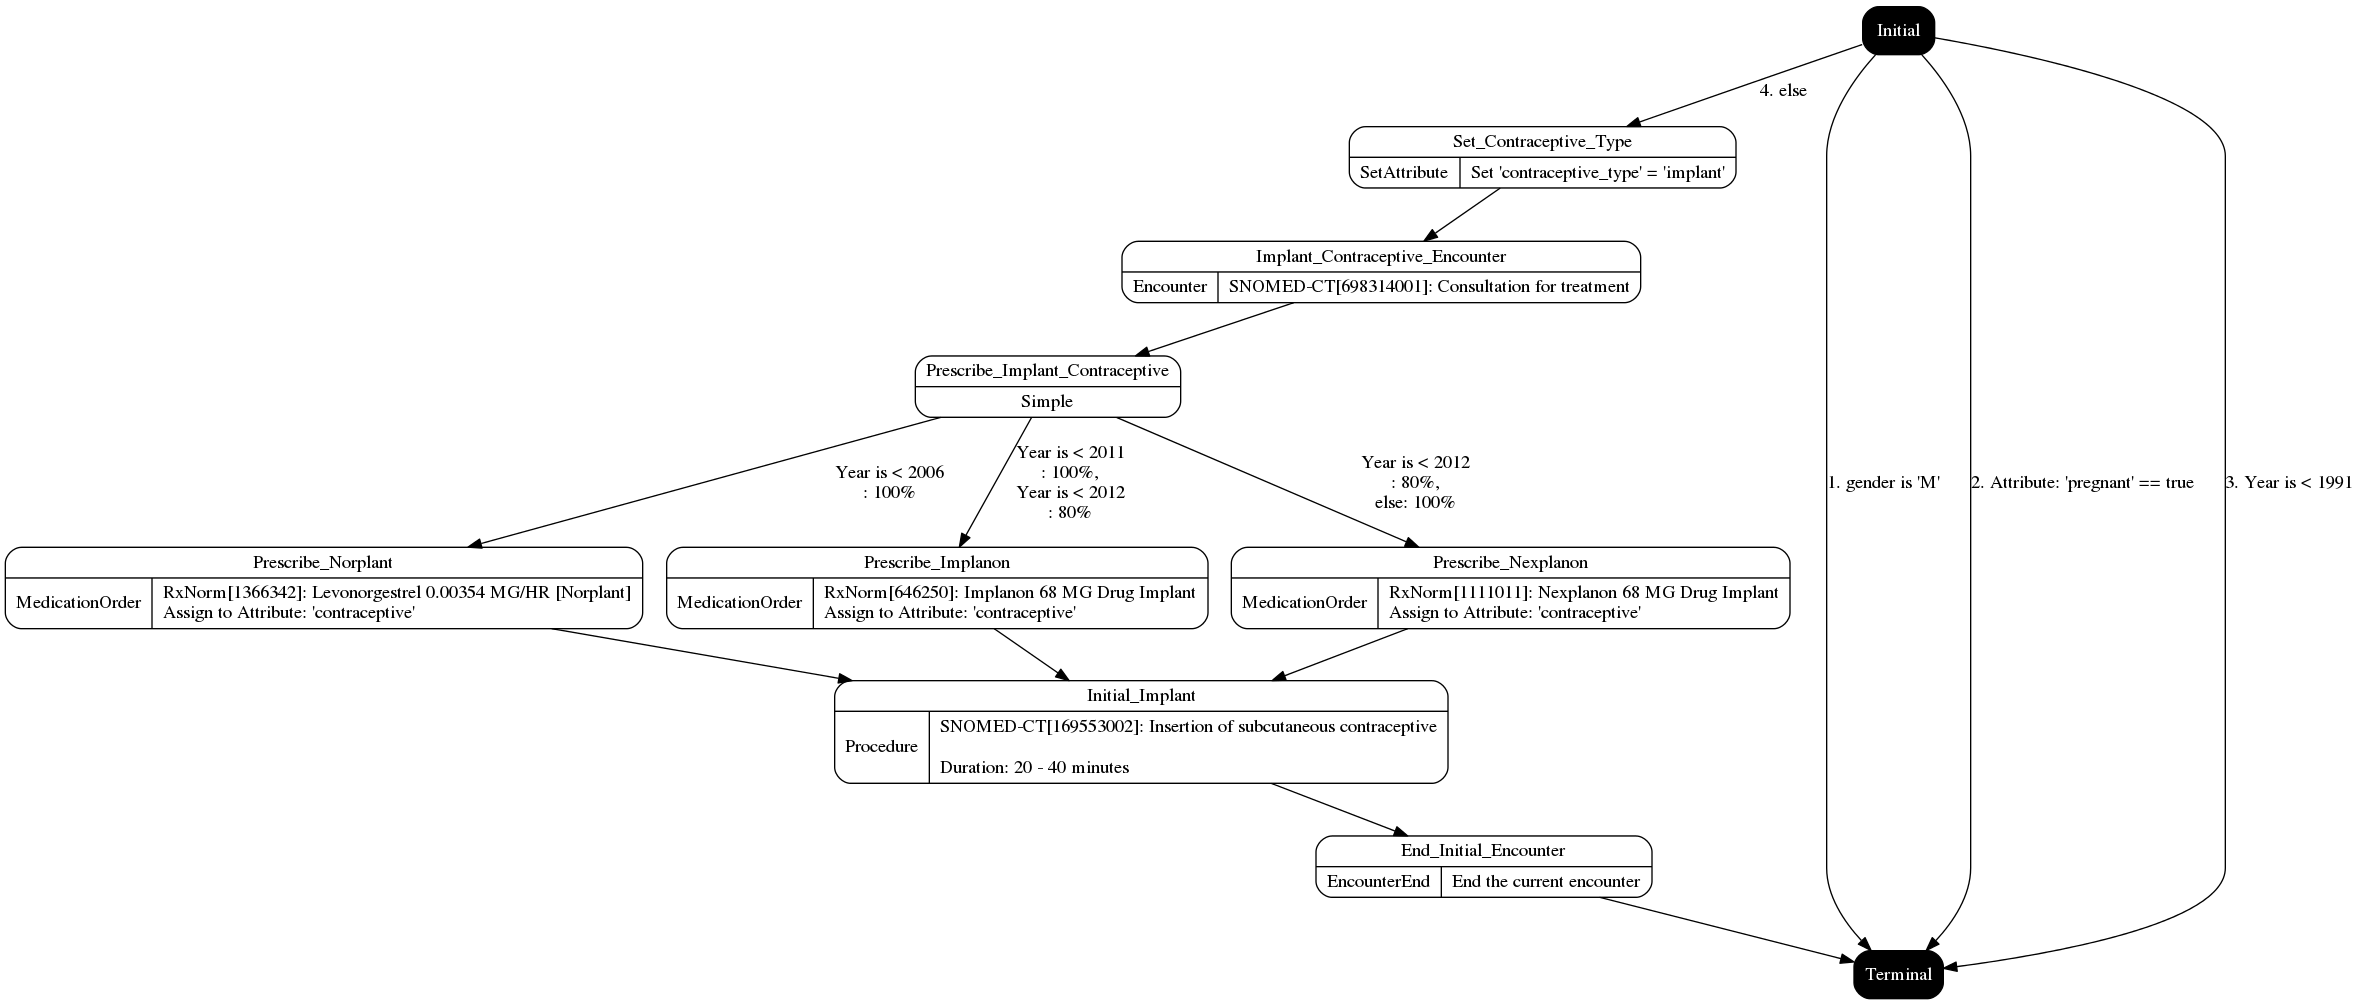 Initial
4. else
Set_Contraceptive_Type
SetAttribute
Set 'contraceptive_type' = 'implant'
Implant_Contraceptive_Encounter
Encounter
SNOMED-CT[698314001]: Consultation for treatment
Prescribe_Implant_Contraceptive
Simple
Year is < 2006
: 100%
Year is < 2011
: 100%,
Year is < 2012
: 80%
Year is < 2012
: 80%,
else: 100%
1. gender is 'M'
2. Attribute: 'pregnant' == true
3. Year is < 1991
Prescribe_Norplant
MedicationOrder
RxNorm[1366342]: Levonorgestrel 0.00354 MG/HR [Norplant]
Assign to Attribute: 'contraceptive'
Prescribe_Implanon
MedicationOrder
RxNorm[646250]: Implanon 68 MG Drug Implant
Assign to Attribute: 'contraceptive'
Prescribe_Nexplanon
MedicationOrder
RxNorm[1111011]: Nexplanon 68 MG Drug Implant
Assign to Attribute: 'contraceptive'
Initial_Implant
Procedure
SNOMED-CT[169553002]: Insertion of subcutaneous contraceptive
Duration: 20 - 40 minutes
End_Initial_Encounter
EncounterEnd
End the current encounter
Terminal